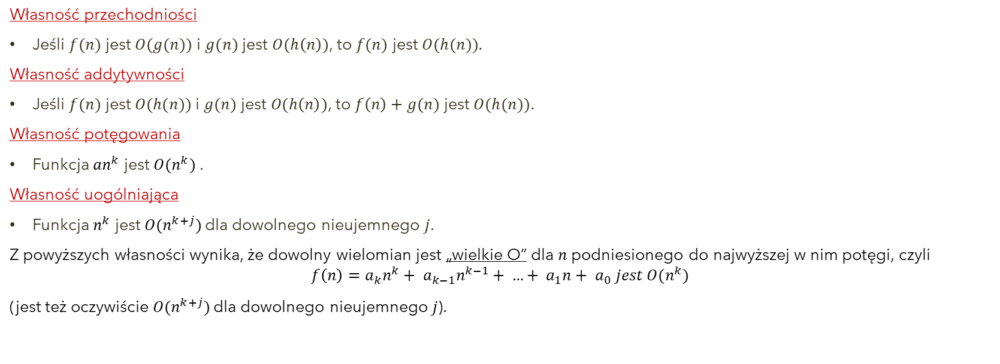 Własność przechodniości
• Jeśli f(n) jest O(g(n)) i g(n) jest O(h(n)), to f(n) jest O(h(n)).
Własność addytywności
• Jeśli f(n) jest O(h(n)) i g(n) jest O(h(n)), to f(n) + g(n) jest O(h(n)).
Własność potęgowania
• Funkcja an^k jest O(n^k) .
Własność uogólniająca
• Funkcja n^k jest O(n^{k+j}) dla dowolnego nieujemnego j.
Z powyższych własności wynika, że dowolny wielomian jest „wielkie O” dla n podniesionego do najwyższej w nim potęgi, czyli
f(n) = a_k n^k + a_{k−1} n^{k−1} + … + a_1 n + a_0 jest O(n^k)
(jest też oczywiście O(n^{k+j}) dla dowolnego nieujemnego j).